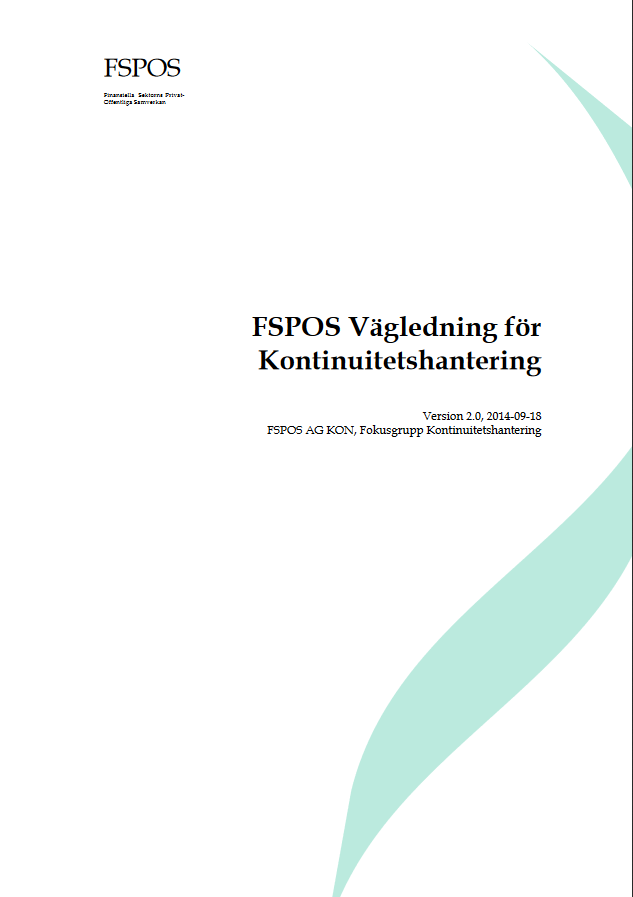 FSPOS
Finansiella Sektorns Privat-
Offentliga Samverkan
FSPOS Vägledning för
Kontinuitetshantering
Version 2.0, 2014-09-18
FSPOS AG KON, Fokusgrupp Kontinuitetshantering